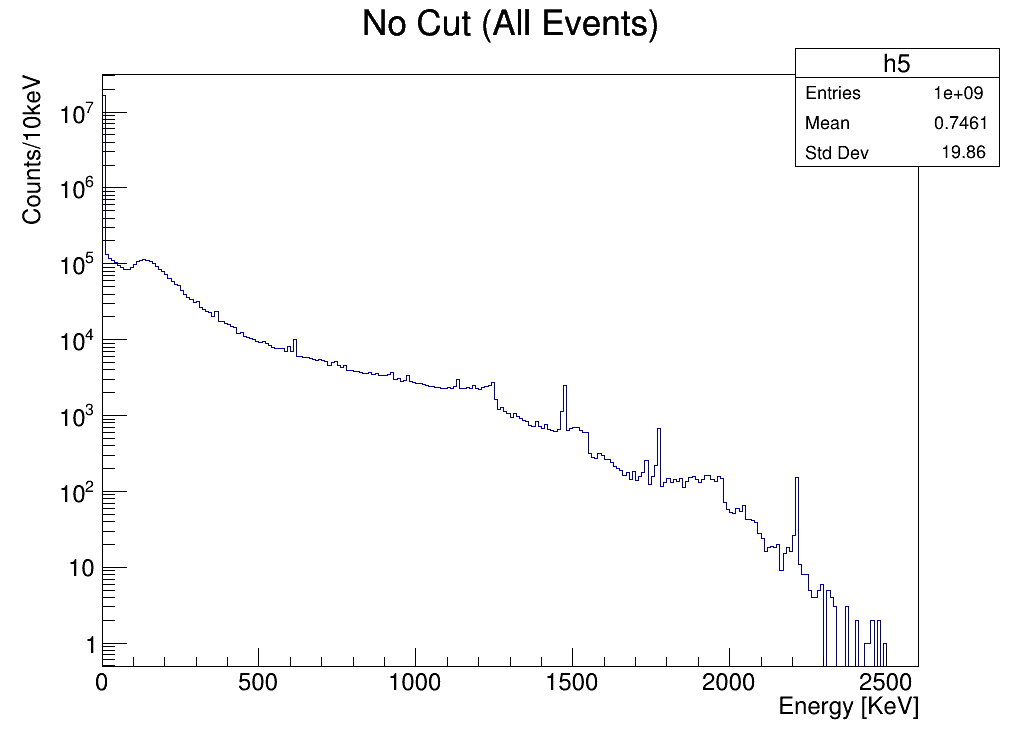 No Cut (All Events)
h5
Entries 1e+09
Mean 0.7461
Std Dev 19.86
Counts/10keV
10^7
10^6
10^5
10^4
10^3
10^2
10
1
0 500 1000 1500 2000 2500
Energy [KeV]